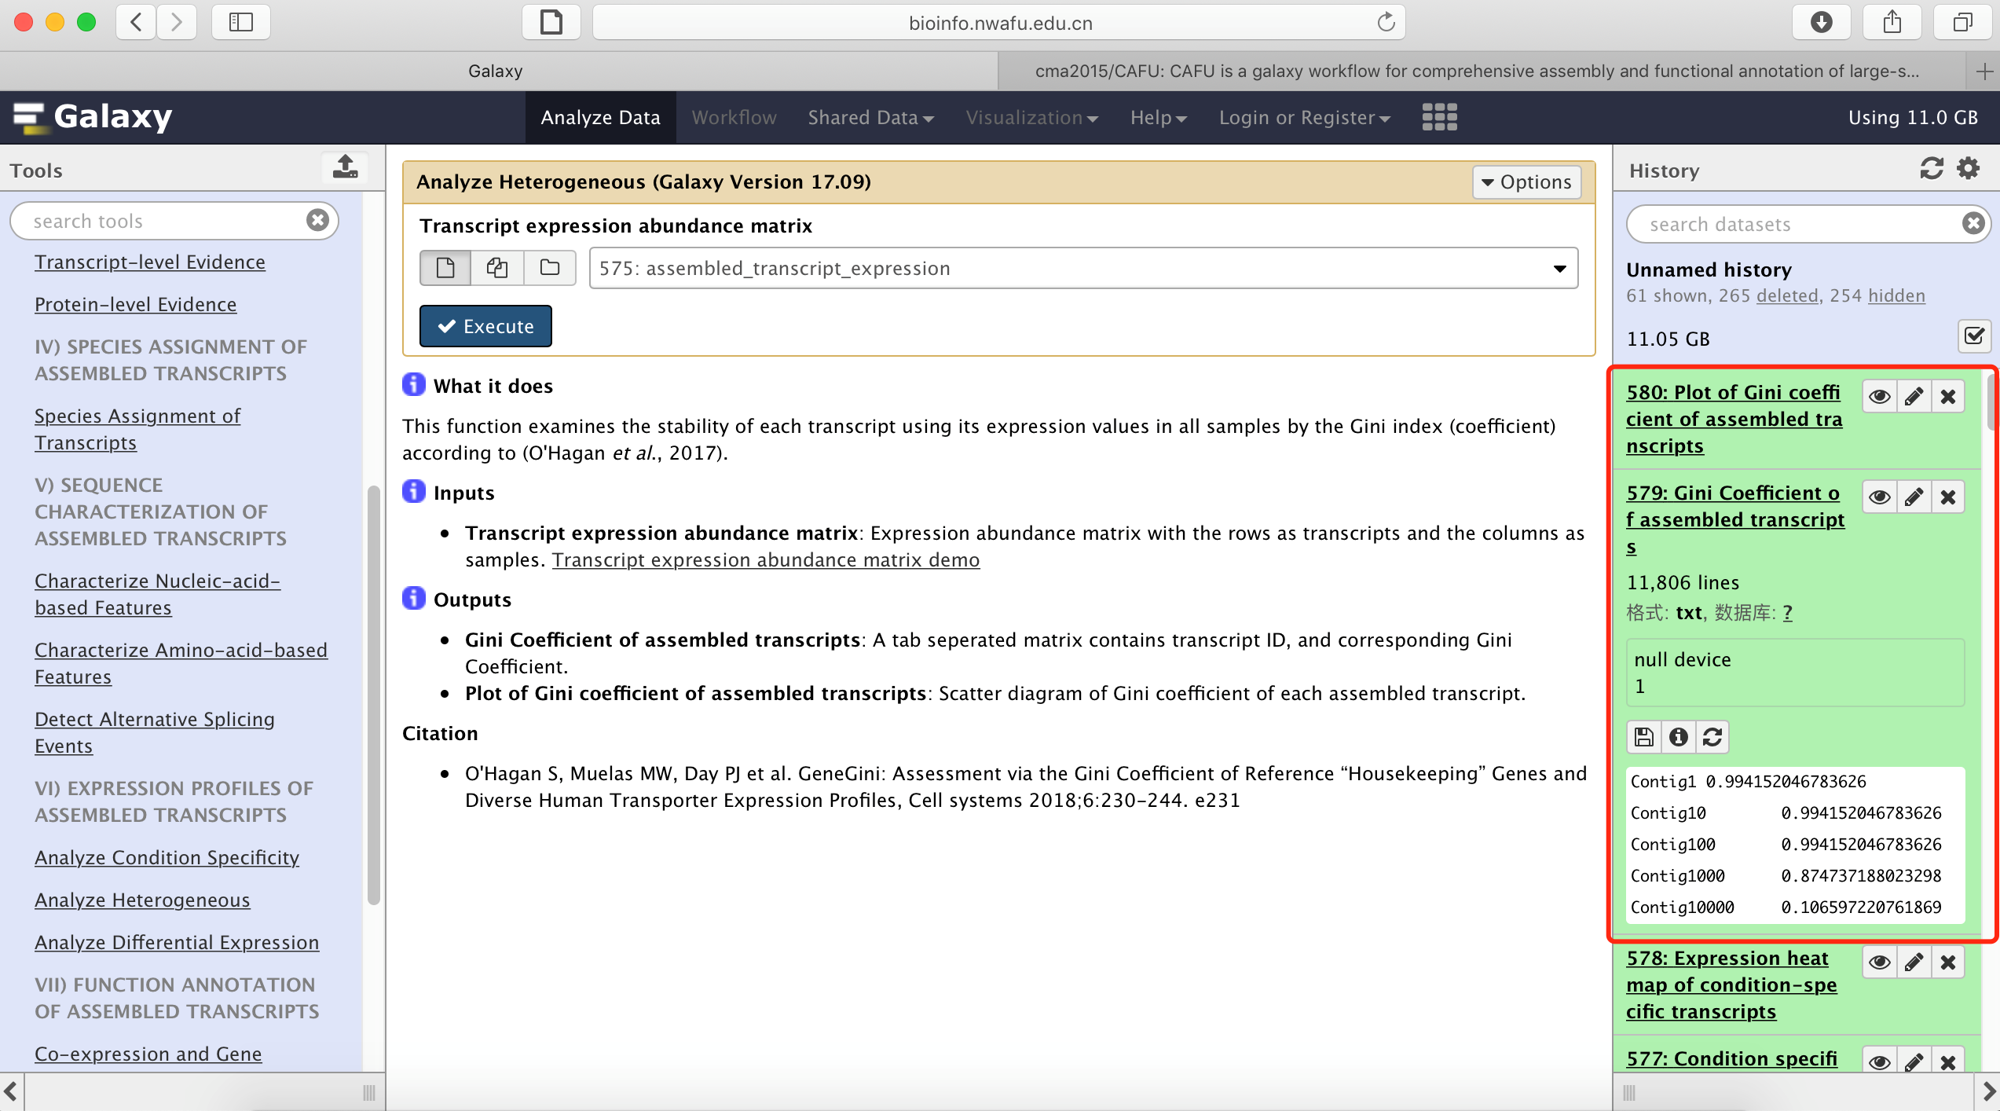 bioinfo.nwafu.edu.cn
Galaxy
cma2015/CAFU: CAFU is a galaxy workflow for comprehensive assembly and functional annotation of large-s...
Galaxy
Analyze Data
Workflow
Shared Data
Visualization
Help
Login or Register
Using 11.0 GB
Tools
search tools
Transcript-level Evidence
Protein-level Evidence
IV) SPECIES ASSIGNMENT OF
ASSEMBLED TRANSCRIPTS
Species Assignment of
Transcripts
V) SEQUENCE
CHARACTERIZATION OF
ASSEMBLED TRANSCRIPTS
Characterize Nucleic-acid-
based Features
Characterize Amino-acid-based
Features
Detect Alternative Splicing
Events
VI) EXPRESSION PROFILES OF
ASSEMBLED TRANSCRIPTS
Analyze Condition Specificity
Analyze Heterogeneous
Analyze Differential Expression
VII) FUNCTION ANNOTATION
OF ASSEMBLED TRANSCRIPTS
Co-expression and Gene
Analyze Heterogeneous (Galaxy Version 17.09)
Options
Transcript expression abundance matrix
575: assembled_transcript_expression
Execute
What it does
This function examines the stability of each transcript using its expression values in all samples by the Gini index (coefficient)
according to (O'Hagan et al., 2017).
Inputs
Transcript expression abundance matrix: Expression abundance matrix with the rows as transcripts and the columns as
samples. Transcript expression abundance matrix demo
Outputs
Gini Coefficient of assembled transcripts: A tab seperated matrix contains transcript ID, and corresponding Gini
Coefficient.
Plot of Gini coefficient of assembled transcripts: Scatter diagram of Gini coefficient of each assembled transcript.
Citation
O'Hagan S, Muelas MW, Day PJ et al. GeneGini: Assessment via the Gini Coefficient of Reference “Housekeeping” Genes and
Diverse Human Transporter Expression Profiles, Cell systems 2018;6:230-244. e231
History
search datasets
Unnamed history
61 shown, 265 deleted, 254 hidden
11.05 GB
580: Plot of Gini coeffi
cient of assembled tra
nscripts
579: Gini Coefficient o
f assembled transcript
s
11,806 lines
格式: txt, 数据库: ?
null device
1
Contig1 0.994152046783626
Contig10 0.994152046783626
Contig100 0.994152046783626
Contig1000 0.874737188023298
Contig10000 0.106597220761869
578: Expression heat
map of condition-spe
cific transcripts
577: Condition specifi